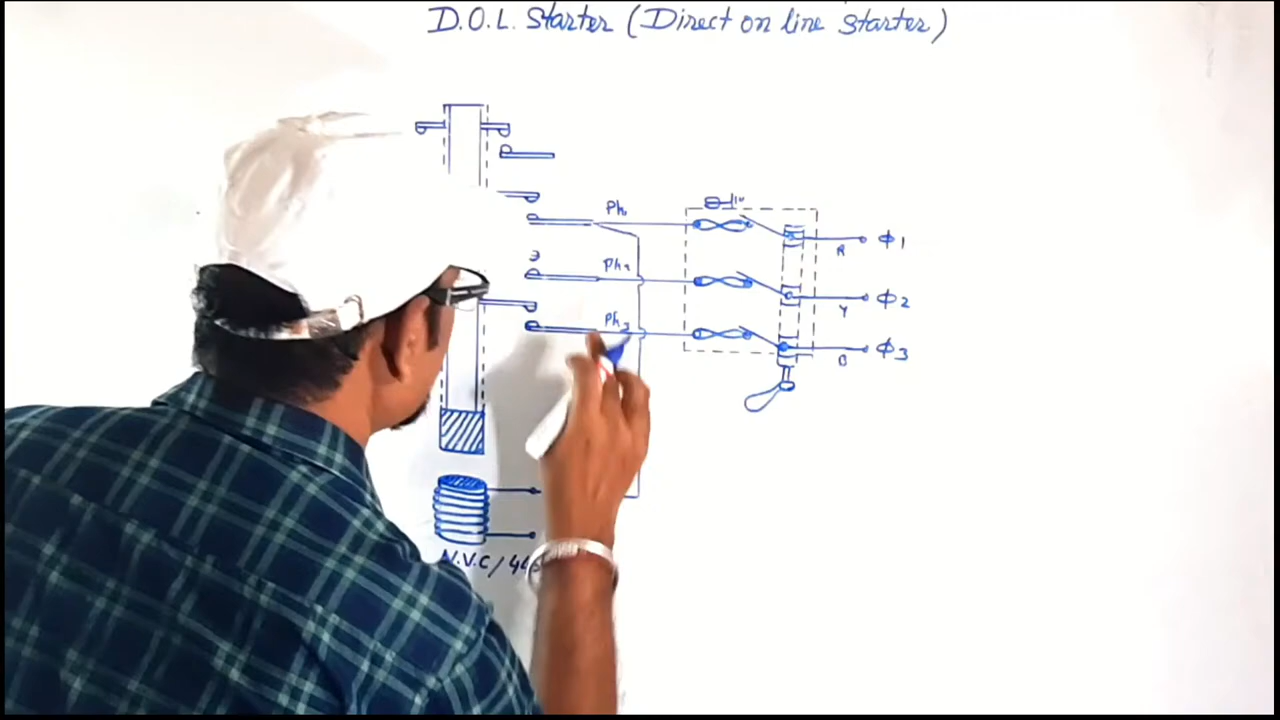 D.O.L. Starter (Direct on line starter)
Ph1
R
Φ1
Ph2
Y
Φ2
Ph3
B
Φ3
N.V.C/